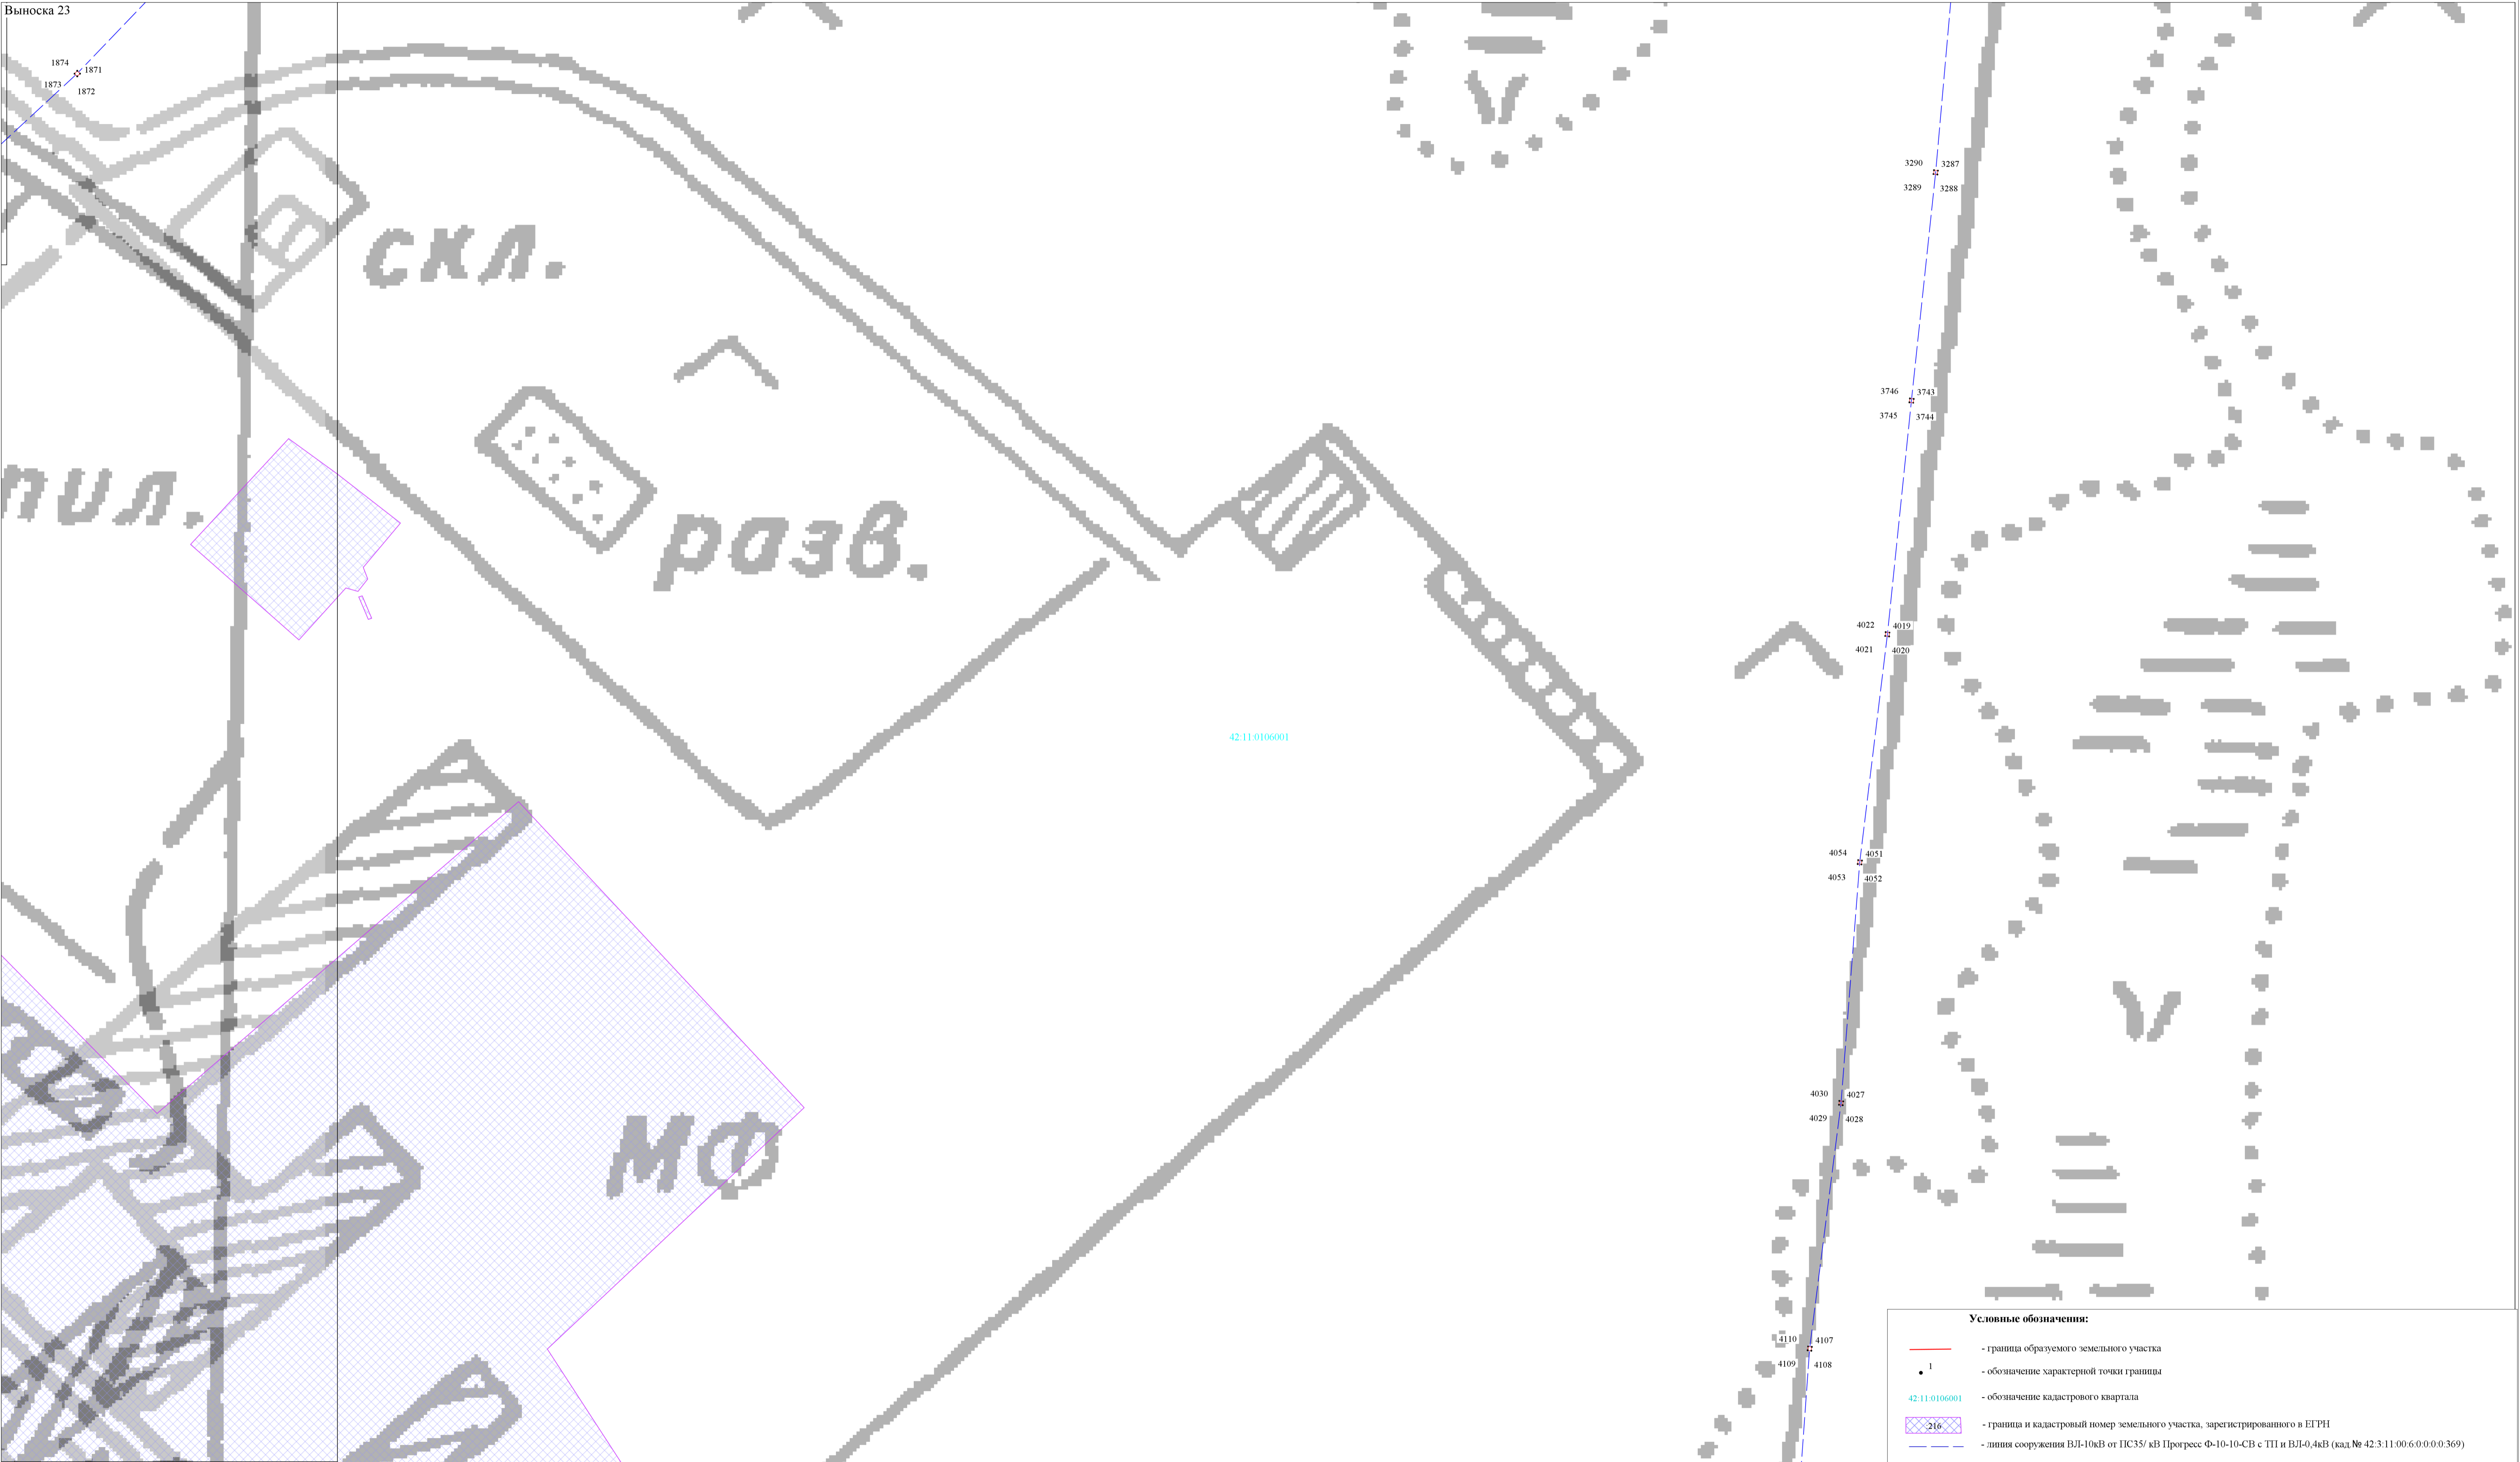 Выноска 23
1874
1871
1873
1872
3290
3287
3289
3288
скл.
3746
3743
3745
3744
пил.
разв.
4022
4019
4021
4020
42:11:0106001
4054
4051
4053
4052
4030
4027
4029
4028
МФ
4110
4107
4109
4108
Условные обозначения:
- граница образуемого земельного участка
1
- обозначение характерной точки границы
42:11:0106001 - обозначение кадастрового квартала
:216 - граница и кадастровый номер земельного участка, зарегистрированного в ЕГРН
- линия сооружения ВЛ-10кВ от ПС35/ кВ Прогресс Ф-10-10-СВ с ТП и ВЛ-0,4кВ (кад.№ 42:3:11:00:6:0:0:0:0:369)